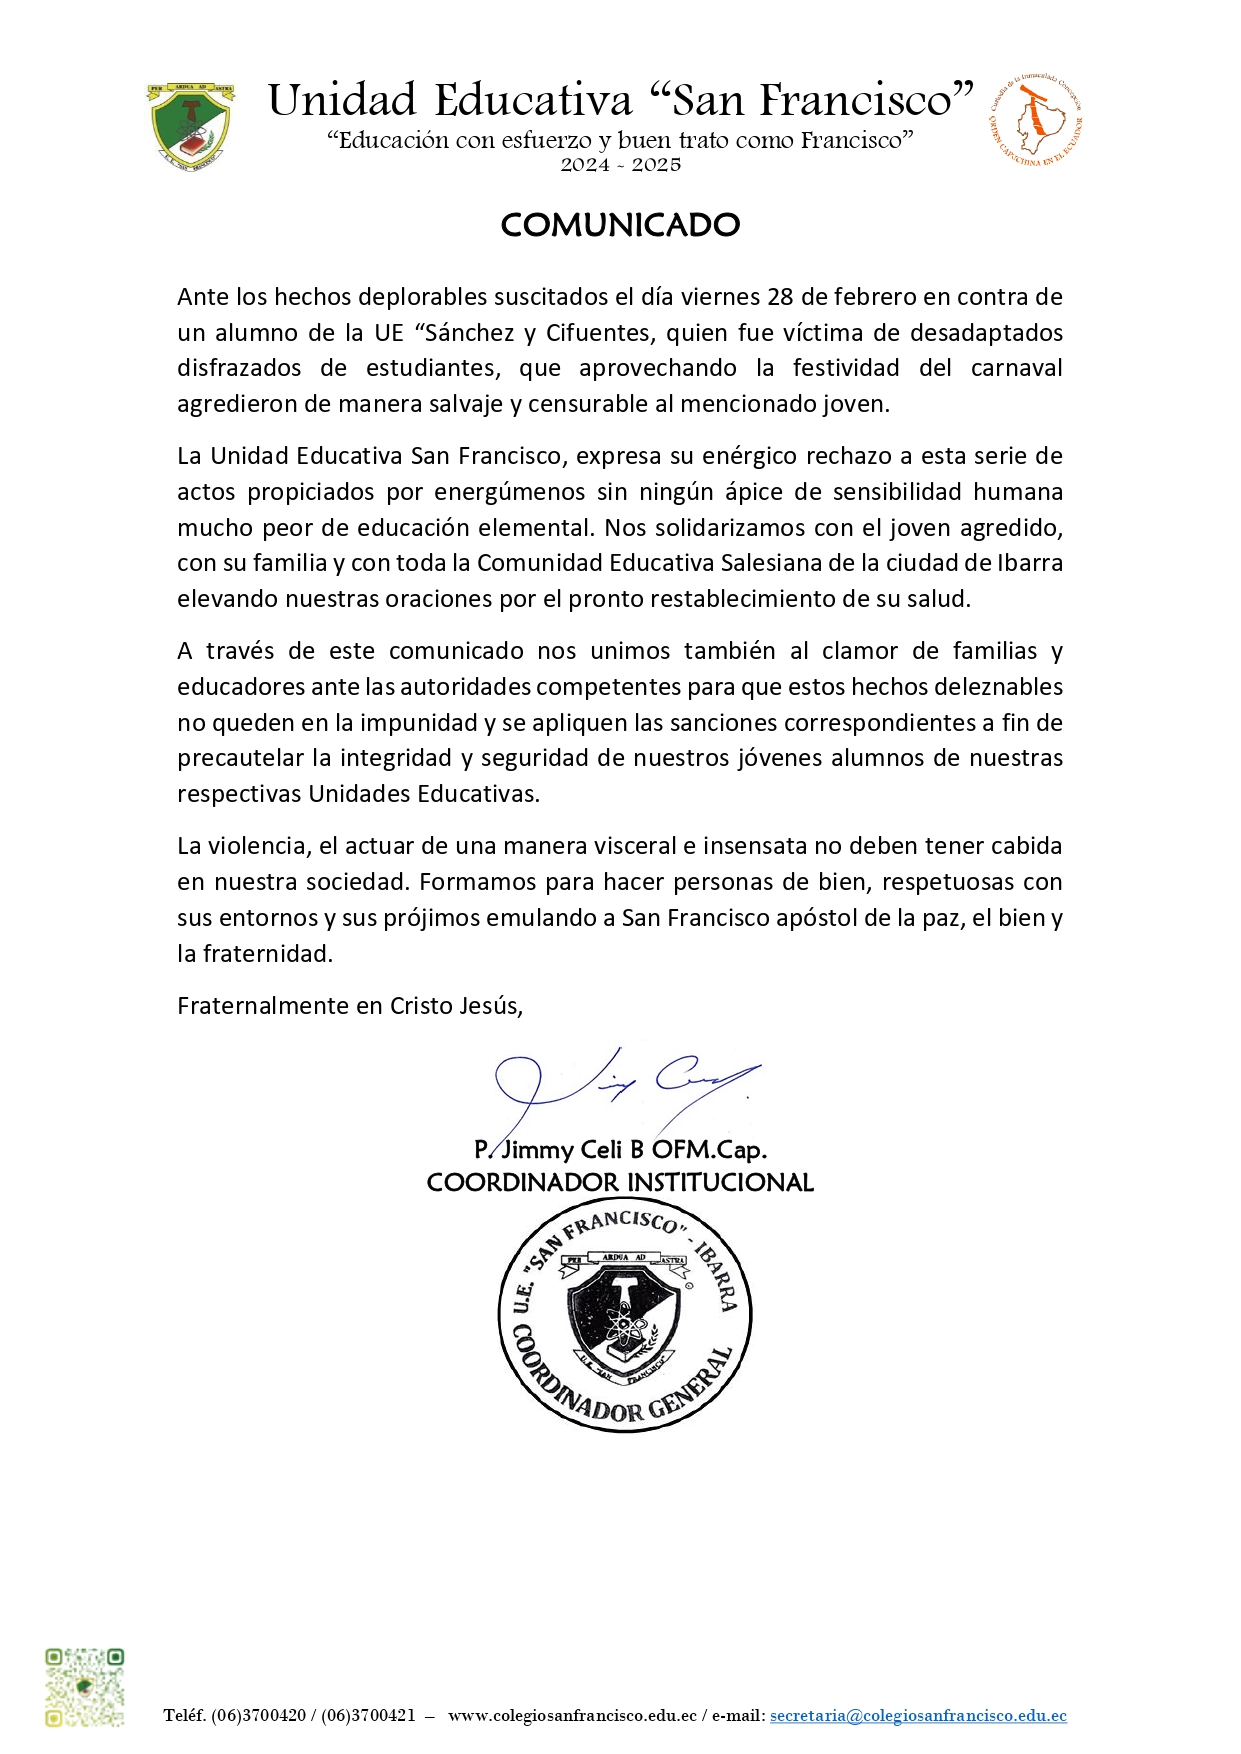 PER ARDUA AD ASTRA
U. E. "SAN FRANCISCO"
Unidad Educativa “San Francisco”
“Educación con esfuerzo y buen trato como Francisco”
2024 - 2025
Custodia de la Inmaculada Concepción
ORDEN CAPUCHINA EN EL ECUADOR
COMUNICADO
Ante los hechos deplorables suscitados el día viernes 28 de febrero en contra de
un alumno de la UE “Sánchez y Cifuentes, quien fue víctima de desadaptados
disfrazados de estudiantes, que aprovechando la festividad del carnaval
agredieron de manera salvaje y censurable al mencionado joven.
La Unidad Educativa San Francisco, expresa su enérgico rechazo a esta serie de
actos propiciados por energúmenos sin ningún ápice de sensibilidad humana
mucho peor de educación elemental. Nos solidarizamos con el joven agredido,
con su familia y con toda la Comunidad Educativa Salesiana de la ciudad de Ibarra
elevando nuestras oraciones por el pronto restablecimiento de su salud.
A través de este comunicado nos unimos también al clamor de familias y
educadores ante las autoridades competentes para que estos hechos deleznables
no queden en la impunidad y se apliquen las sanciones correspondientes a fin de
precautelar la integridad y seguridad de nuestros jóvenes alumnos de nuestras
respectivas Unidades Educativas.
La violencia, el actuar de una manera visceral e insensata no deben tener cabida
en nuestra sociedad. Formamos para hacer personas de bien, respetuosas con
sus entornos y sus prójimos emulando a San Francisco apóstol de la paz, el bien y
la fraternidad.
Fraternalmente en Cristo Jesús,
P. Jimmy Celi B OFM.Cap.
COORDINADOR INSTITUCIONAL
U.E. "SAN FRANCISCO" - IBARRA
PER ARDUA AD ASTRA
U. E. "SAN FRANCISCO"
COORDINADOR GENERAL
Teléf. (06)3700420 / (06)3700421 – www.colegiosanfrancisco.edu.ec / e-mail: secretaria@colegiosanfrancisco.edu.ec